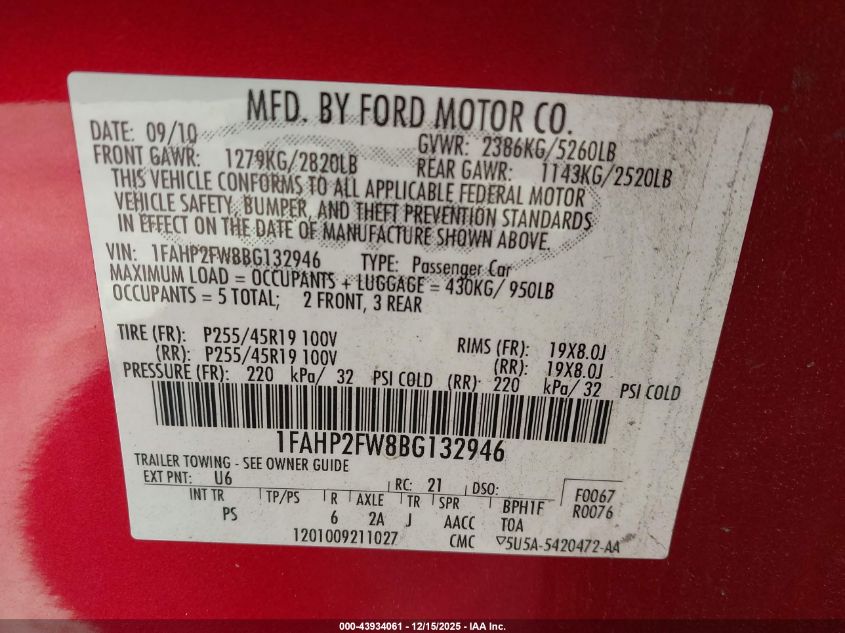 MFD. BY FORD MOTOR CO.
DATE: 09/10 GVWR: 2386KG/5260LB
FRONT GAWR: 1279KG/2820LB REAR GAWR: 1143KG/2520LB
THIS VEHICLE CONFORMS TO ALL APPLICABLE FEDERAL MOTOR
VEHICLE SAFETY, BUMPER, AND THEFT PREVENTION STANDARDS
IN EFFECT ON THE DATE OF MANUFACTURE SHOWN ABOVE.
VIN: 1FAHP2FW8BG132946 TYPE: Passenger Car
MAXIMUM LOAD = OCCUPANTS + LUGGAGE = 430KG/ 950LB
OCCUPANTS = 5 TOTAL; 2 FRONT, 3 REAR
TIRE (FR): P255/45R19 100V RIMS (FR): 19X8.0J
(RR): P255/45R19 100V (RR): 19X8.0J
PRESSURE (FR): 220 kPa/ 32 PSI COLD (RR): 220 kPa/ 32 PSI COLD
1FAHP2FW8BG132946
TRAILER TOWING - SEE OWNER GUIDE
EXT PNT: U6 RC: 21 DSO: F0067
INT TR TP/PS R AXLE TR SPR BPH1F R0076
PS 6 2A J AACC TOA
1201009211027 CMC ▽5U5A-5420472-AA
000-43934061 - 12/15/2025 - IAA Inc.